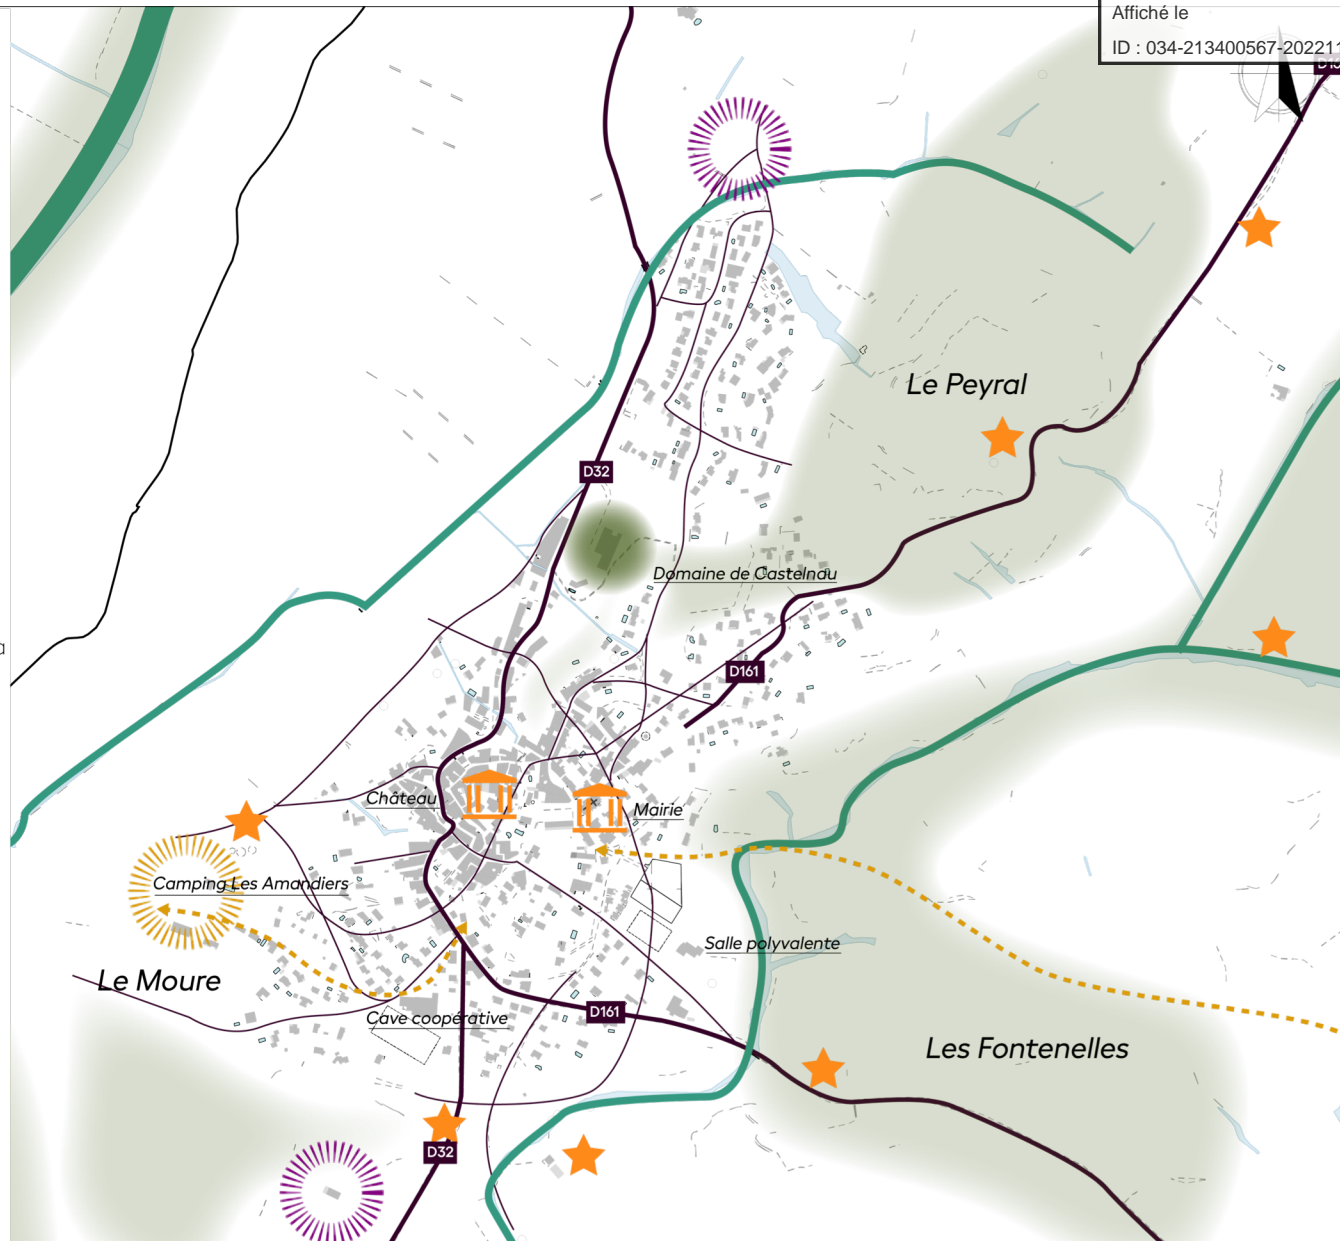 Affiché le
ID : 034-213400567-202211
Le Peyral
D32
Domaine de Castelnau
D161
Château
Mairie
Camping Les Amandiers
Salle polyvalente
Le Moure
D161
Cave coopérative
Les Fontenelles
D32